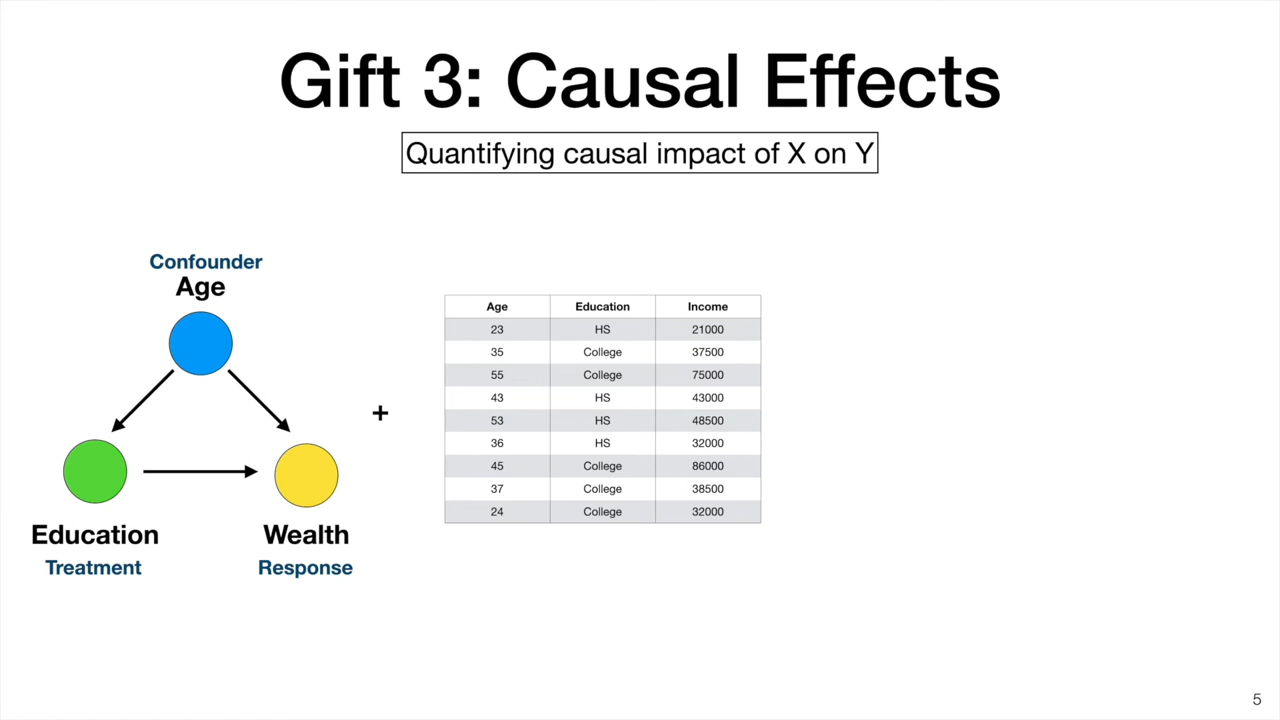 Gift 3: Causal Effects
Quantifying causal impact of X on Y
Confounder
Age
Education
Treatment
Wealth
Response
+
Age Education Income
23 HS 21000
35 College 37500
55 College 75000
43 HS 43000
53 HS 48500
36 HS 32000
45 College 86000
37 College 38500
24 College 32000
5